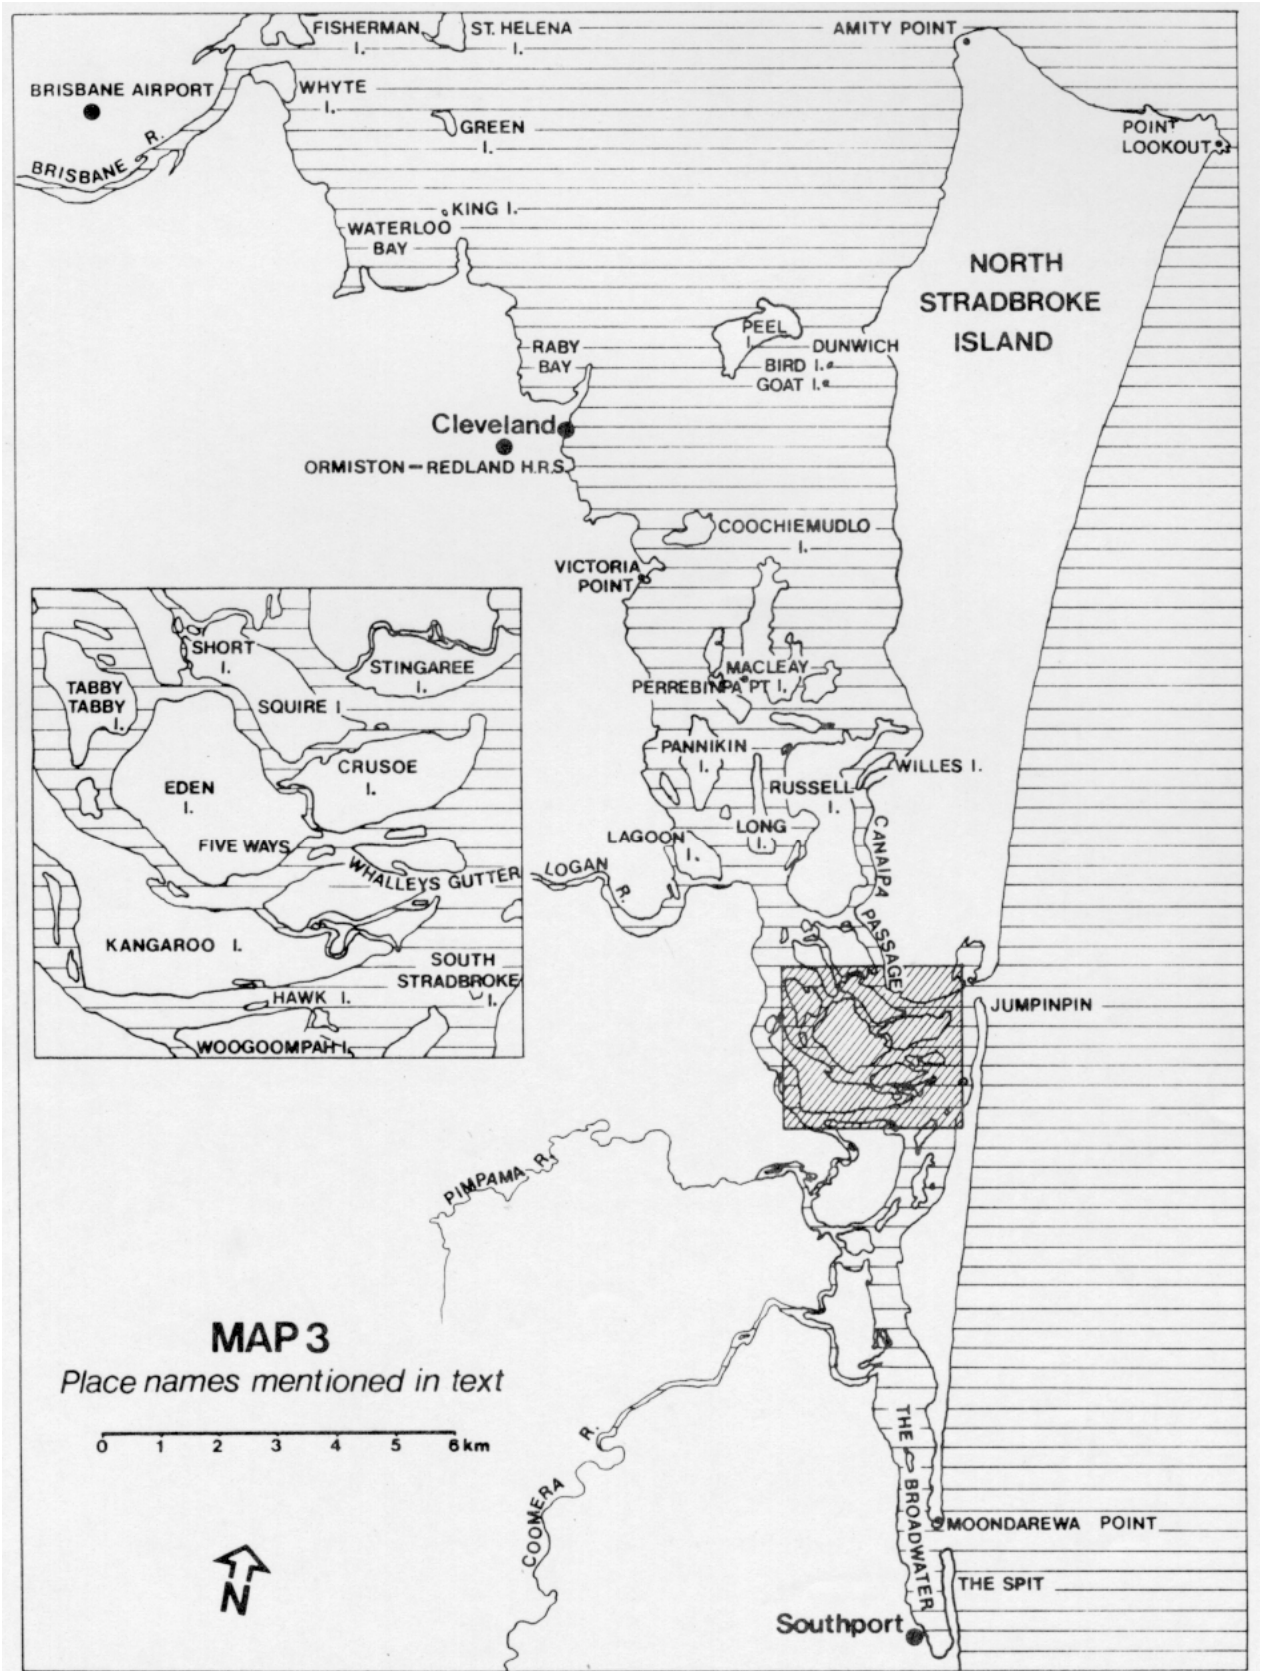 FISHERMAN
I.
ST. HELENA
I.
AMITY POINT
BRISBANE AIRPORT
WHYTE
I.
GREEN
I.
POINT
LOOKOUT
BRISBANE R.
KING I.
WATERLOO
BAY
NORTH
STRADBROKE
ISLAND
PEEL
I.
RABY
BAY
DUNWICH
BIRD I.
GOAT I.
Cleveland
ORMISTON - REDLAND H.R.S.
COOCHIEMUDLO
I.
VICTORIA
POINT
MACLEAY
I.
PERREBINPA PT
PANNIKIN
I.
WILLES I.
RUSSELL
I.
LONG
I.
LAGOON
I.
CANAIPA PASSAGE
LOGAN R.
SHORT
I.
STINGAREE
I.
TABBY
TABBY
I.
SQUIRE I
CRUSOE
I.
EDEN
I.
FIVE WAYS
WHALLEYS GUTTER
KANGAROO I.
SOUTH
STRADBROKE
I.
HAWK I.
WOOGOOMPAH I.
JUMPINPIN
PIMPAMA R.
MAP 3
Place names mentioned in text
0 1 2 3 4 5 6 km
N
COOMERA R.
THE BROADWATER
MOONDAREWA POINT
THE SPIT
Southport